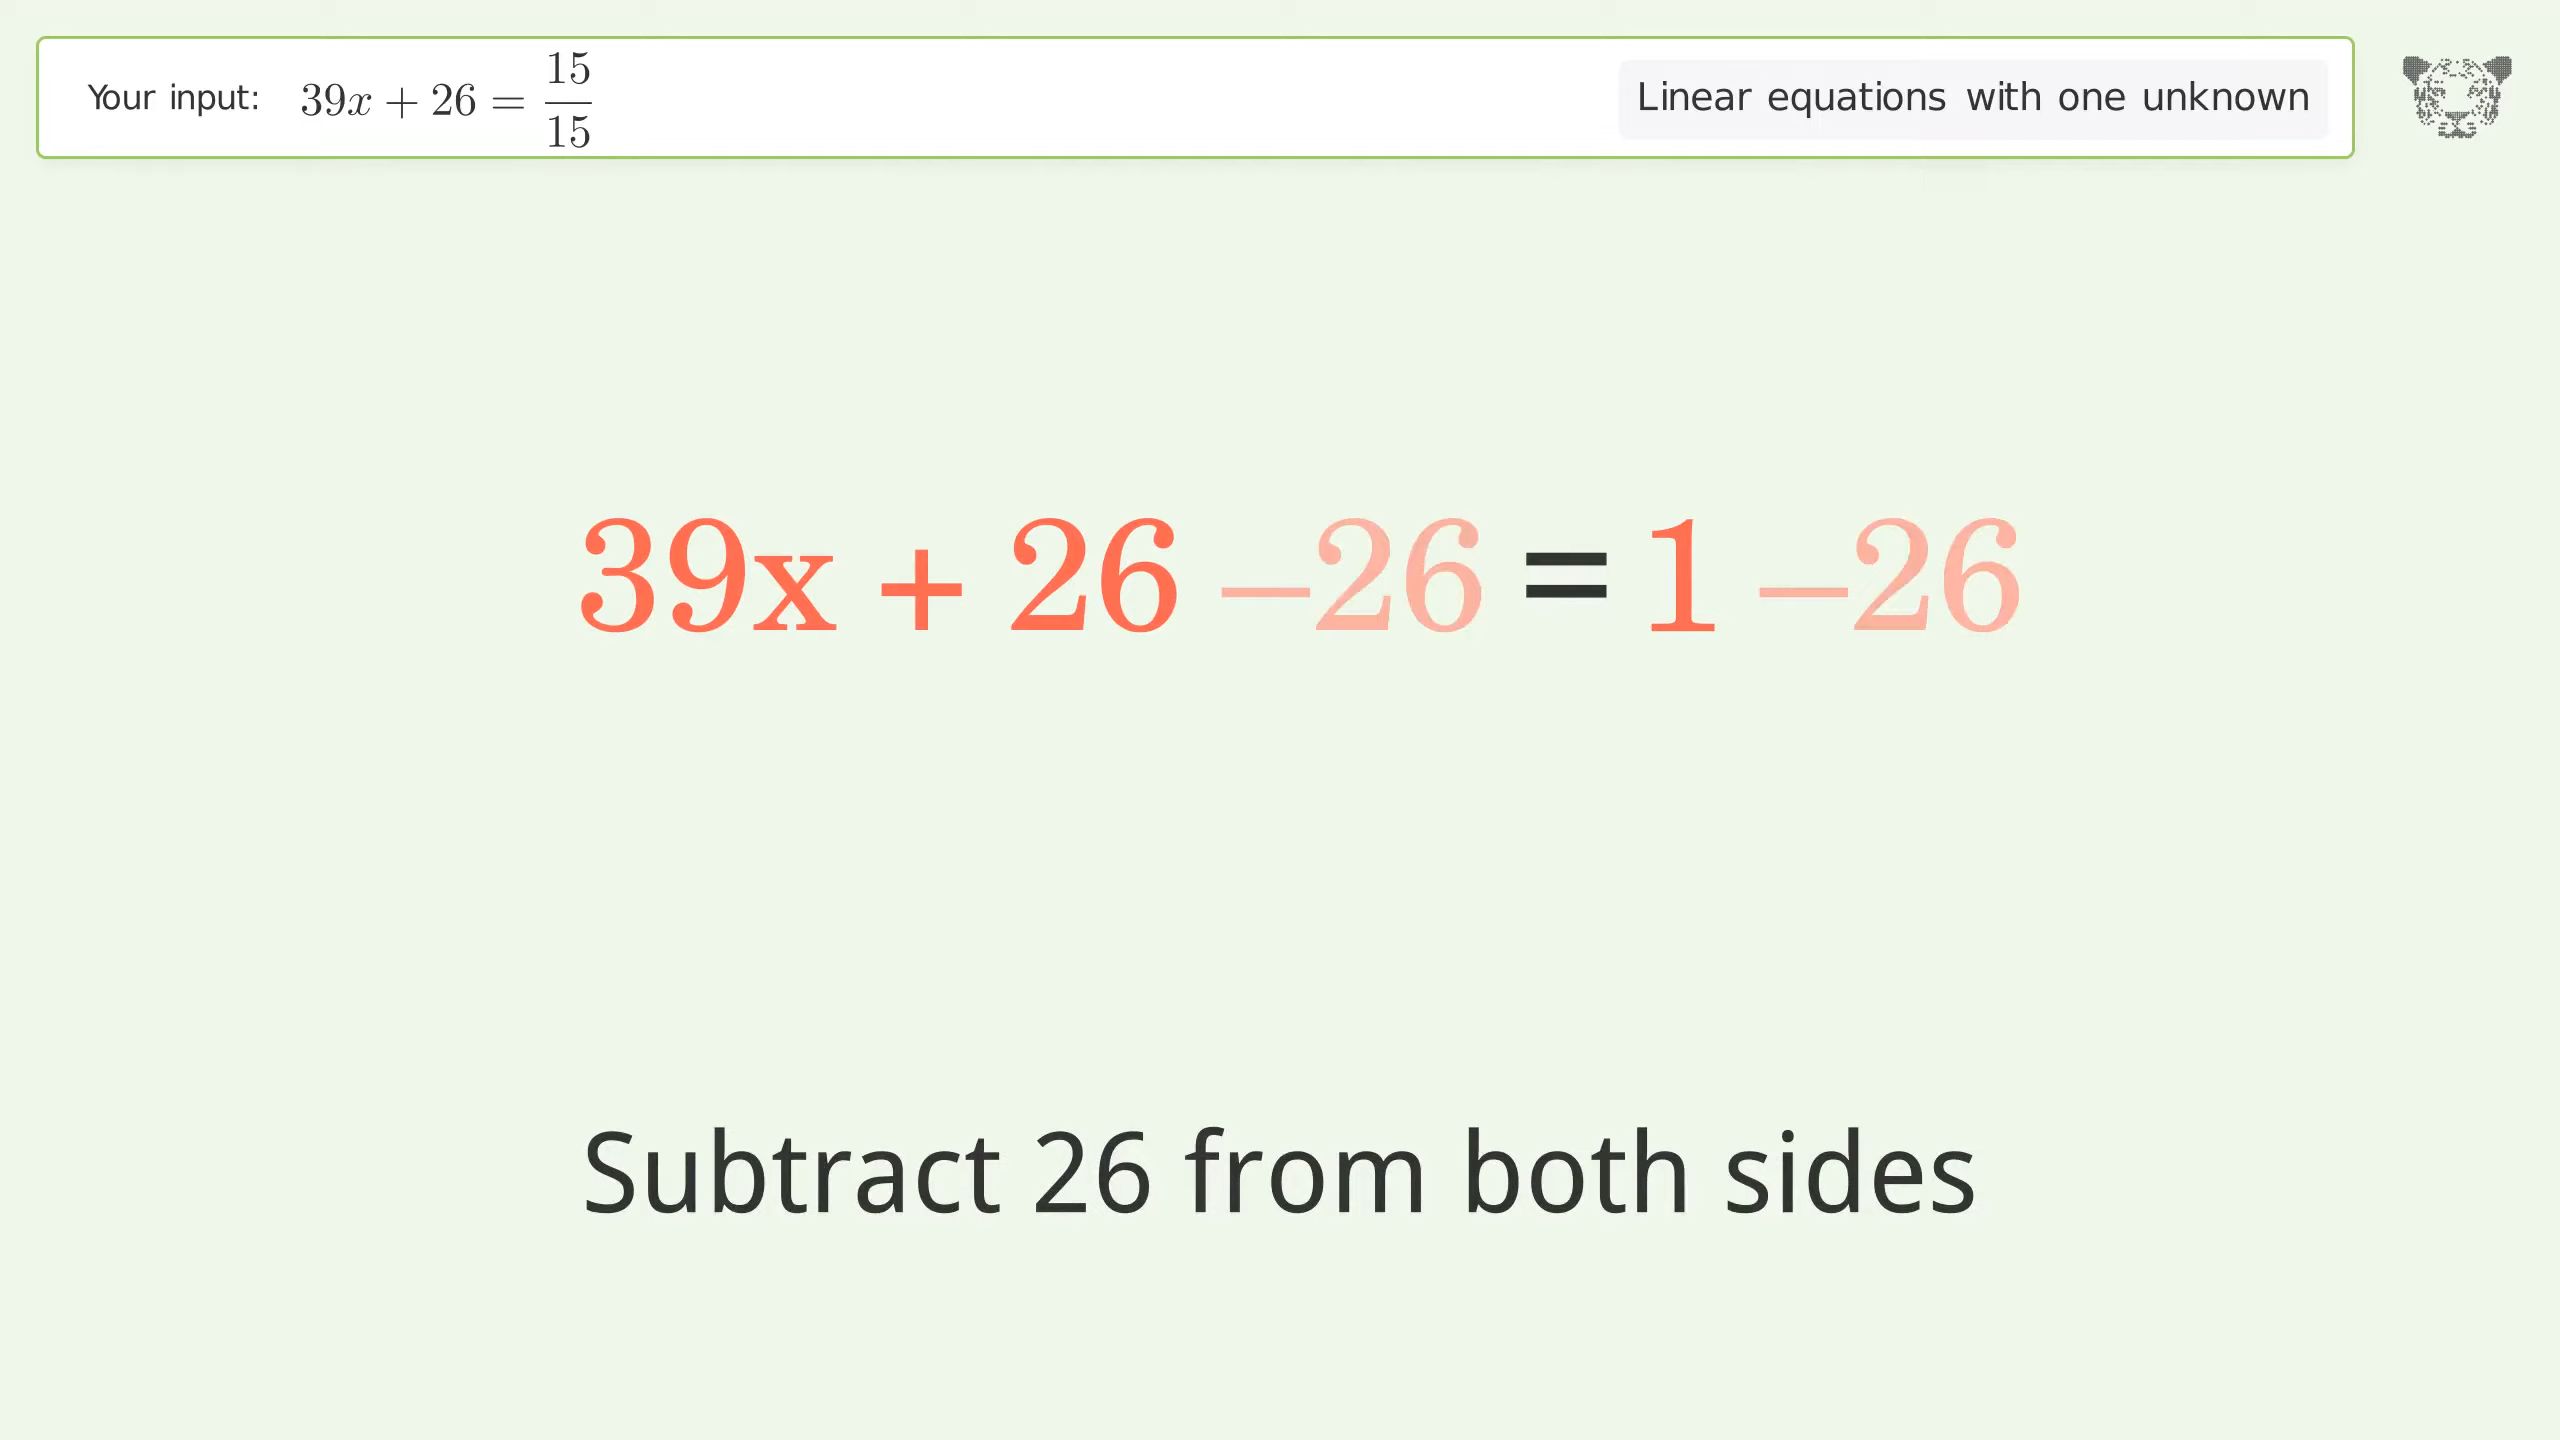 Your input: 39x + 26 = 15/15
Linear equations with one unknown
39x + 26 –26 = 1 –26
Subtract 26 from both sides